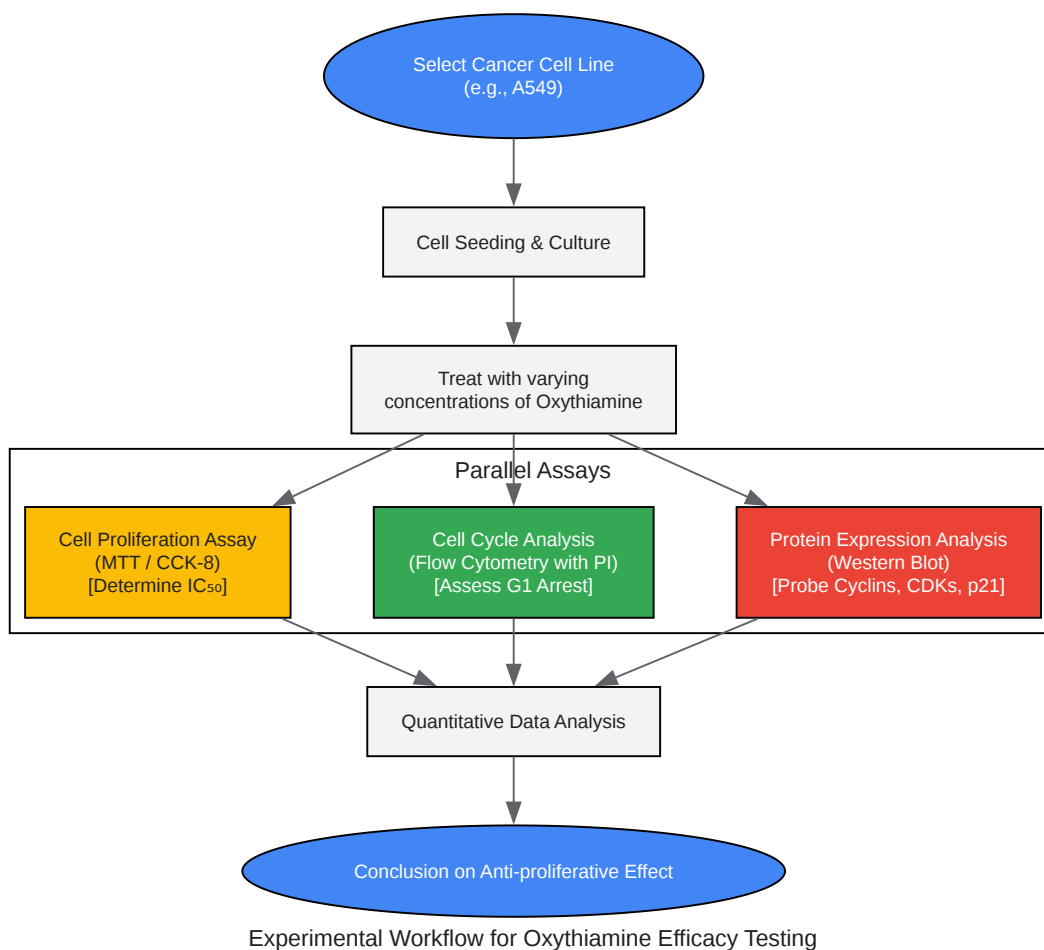 Select Cancer Cell Line
(e.g., A549)
Cell Seeding & Culture
Treat with varying
concentrations of Oxythiamine
Parallel Assays
Cell Proliferation Assay
(MTT / CCK-8)
[Determine IC₅₀]
Cell Cycle Analysis
(Flow Cytometry with PI)
[Assess G1 Arrest]
Protein Expression Analysis
(Western Blot)
[Probe Cyclins, CDKs, p21]
Quantitative Data Analysis
Conclusion on Anti-proliferative Effect
Experimental Workflow for Oxythiamine Efficacy Testing